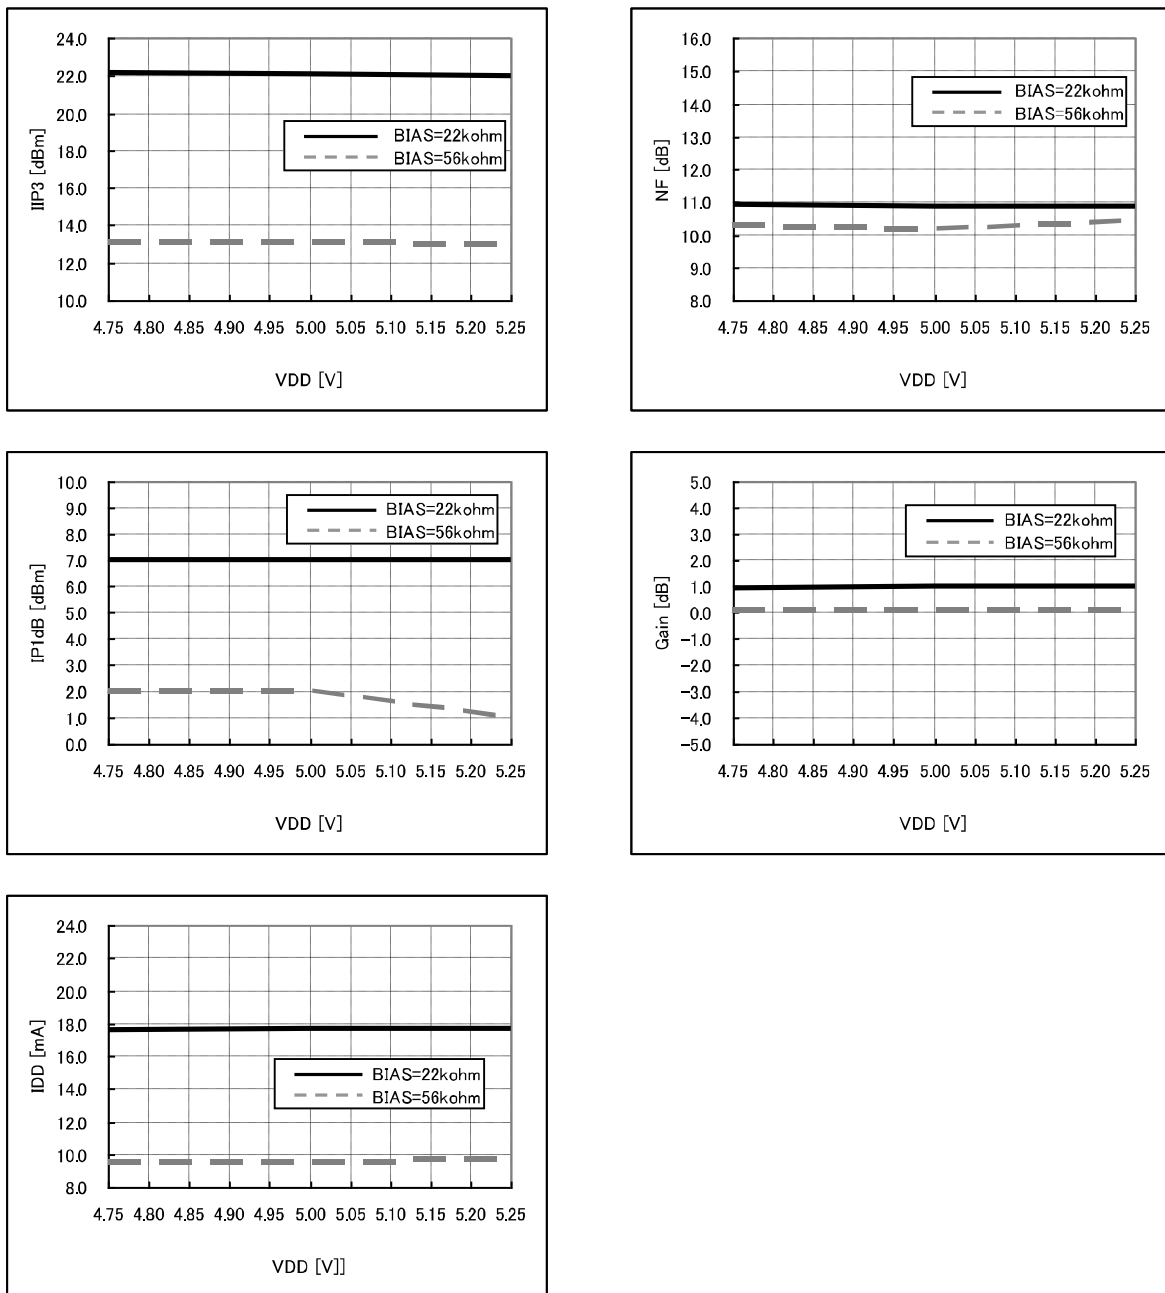 24.0
22.0
20.0
18.0
16.0
14.0
12.0
10.0
IIP3 [dBm]
BIAS=22kohm
BIAS=56kohm
4.75 4.80 4.85 4.90 4.95 5.00 5.05 5.10 5.15 5.20 5.25
VDD [V]
16.0
15.0
14.0
13.0
12.0
11.0
10.0
9.0
8.0
NF [dB]
BIAS=22kohm
BIAS=56kohm
4.75 4.80 4.85 4.90 4.95 5.00 5.05 5.10 5.15 5.20 5.25
VDD [V]
10.0
9.0
8.0
7.0
6.0
5.0
4.0
3.0
2.0
1.0
0.0
IP1dB [dBm]
BIAS=22kohm
BIAS=56kohm
4.75 4.80 4.85 4.90 4.95 5.00 5.05 5.10 5.15 5.20 5.25
VDD [V]
5.0
4.0
3.0
2.0
1.0
0.0
-1.0
-2.0
-3.0
-4.0
-5.0
Gain [dB]
BIAS=22kohm
BIAS=56kohm
4.75 4.80 4.85 4.90 4.95 5.00 5.05 5.10 5.15 5.20 5.25
VDD [V]
24.0
22.0
20.0
18.0
16.0
14.0
12.0
10.0
8.0
IDD [mA]
BIAS=22kohm
BIAS=56kohm
4.75 4.80 4.85 4.90 4.95 5.00 5.05 5.10 5.15 5.20 5.25
VDD [V]]